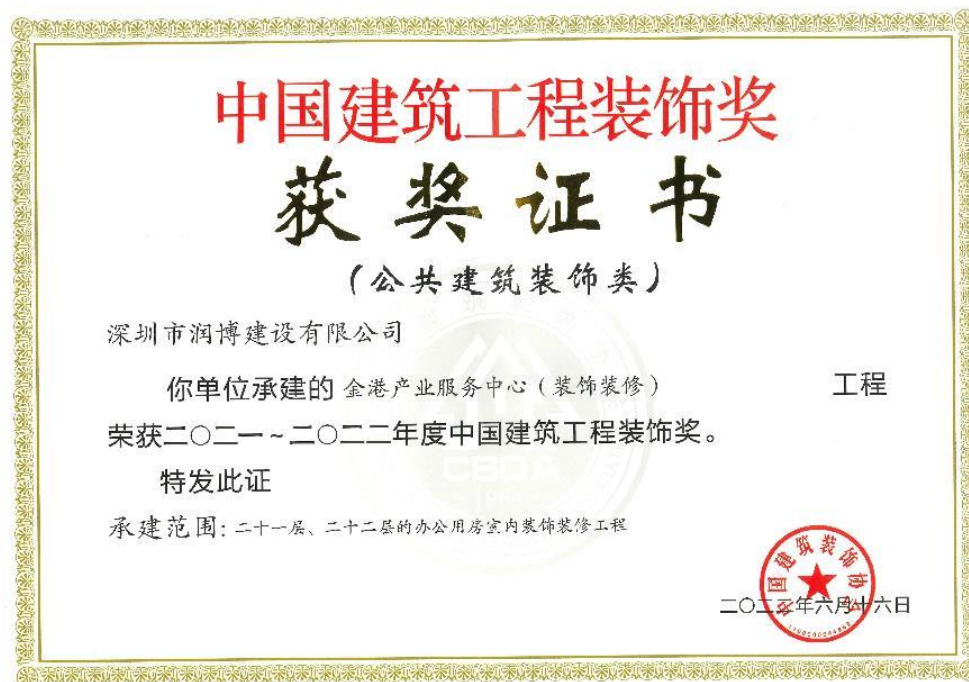 中国建筑工程装饰奖
获奖证书
(公共建筑装饰类)
深圳市润博建设有限公司
你单位承建的 金港产业服务中心(装饰装修) 工程
荣获二〇二一~二〇二二年度中国建筑工程装饰奖。
特发此证
承建范围: 二十一层、二十二层的办公用房室内装饰装修工程
中国建筑装饰协会
二〇二三年六月十六日
CBDA